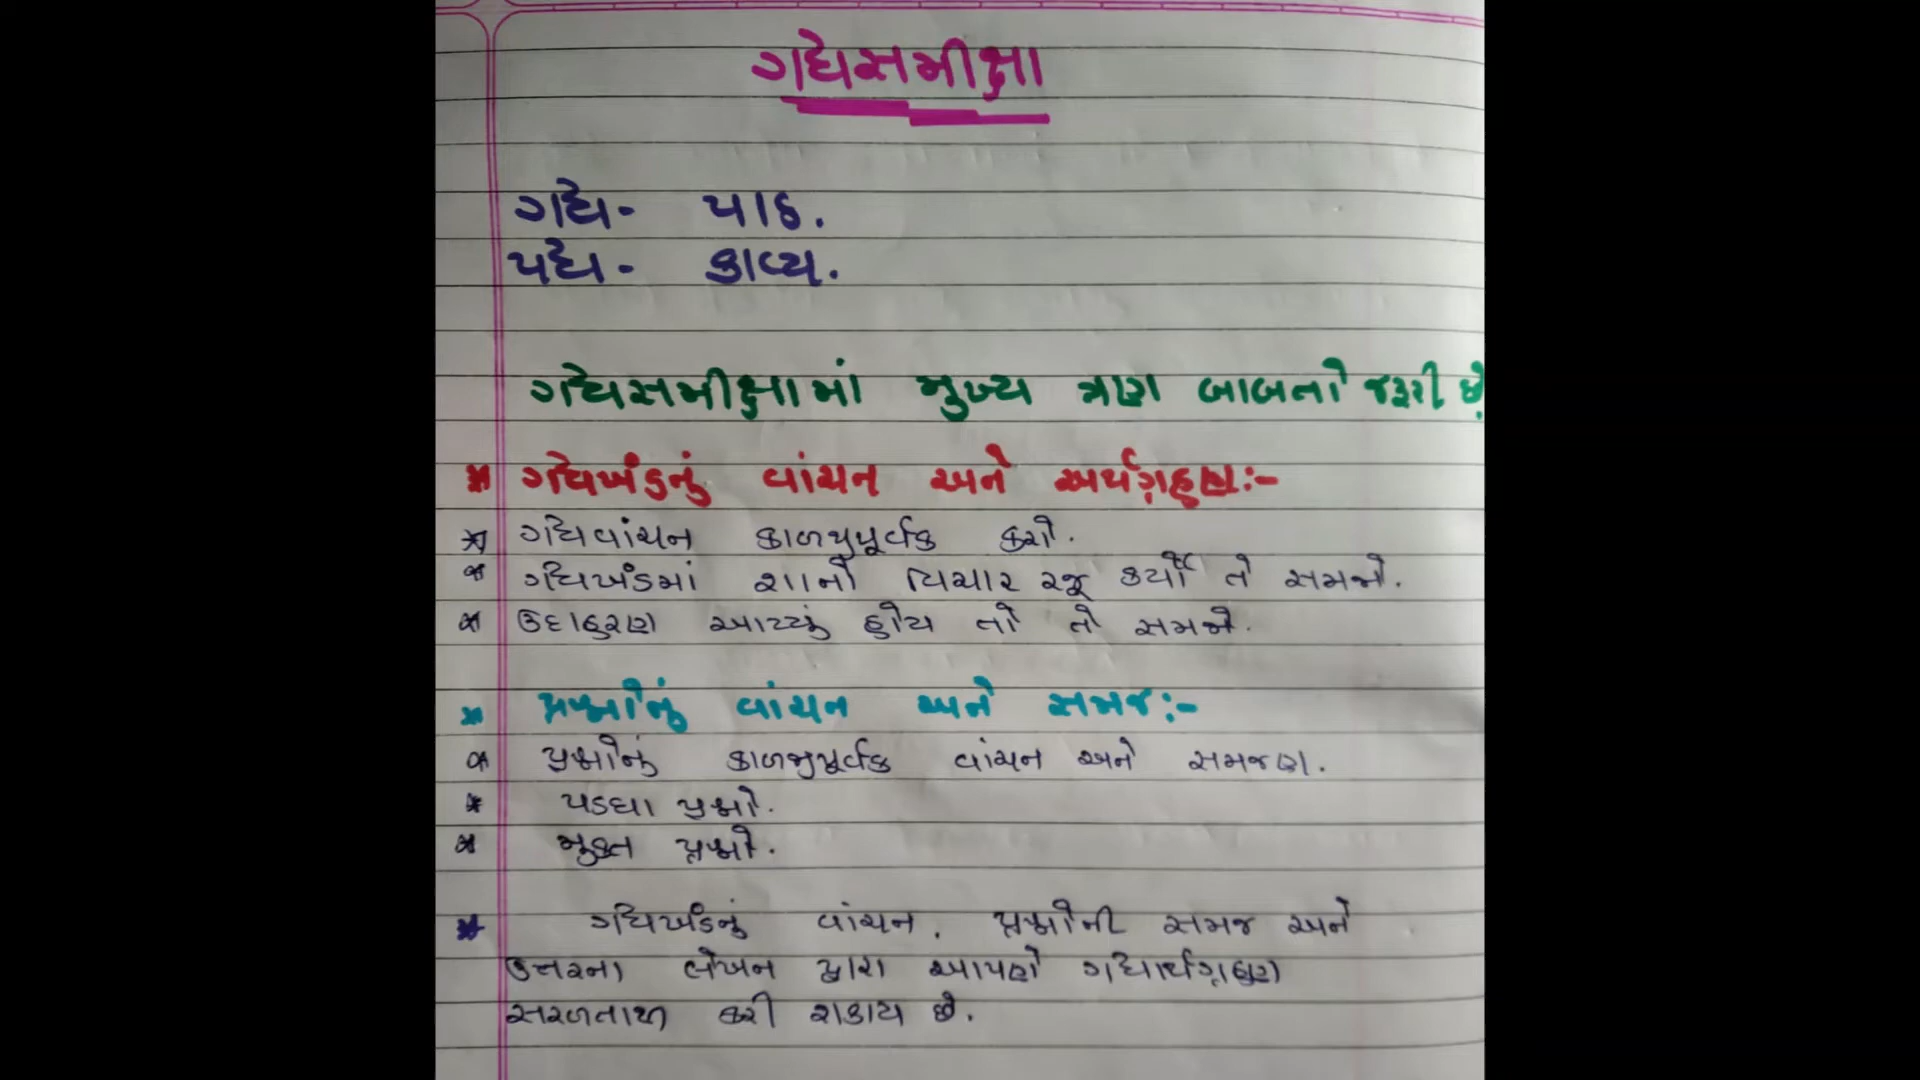 ગદ્યસમીક્ષા
ગદ્ય- પાઠ.
પદ્ય- કાવ્ય.
ગદ્યસમીક્ષામાં મુખ્ય ત્રણ બાબતો જરૂરી છે.
* ગદ્યખંડનું વાંચન અને અર્થગ્રહણ:-
* ગદ્યવાંચન કાળજીપૂર્વક કરો.
* ગદ્યખંડમાં શાનો વિચાર રજૂ કર્યો તે સમજો.
* ઉદાહરણ આપ્યું હોય તો તે સમજો.
* પ્રશ્નોનું વાંચન અને સમજ:-
* પ્રશ્નોનું કાળજીપૂર્વક વાંચન અને સમજણ.
* પડઘા પ્રશ્નો.
* મુક્ત પ્રશ્નો.
* ગદ્યખંડનું વાંચન. પ્રશ્નોની સમજ અને
ઉત્તરના લેખન દ્વારા આપણે ગદ્યાર્થગ્રહણ
સરળતાથી કરી શકાય છે.